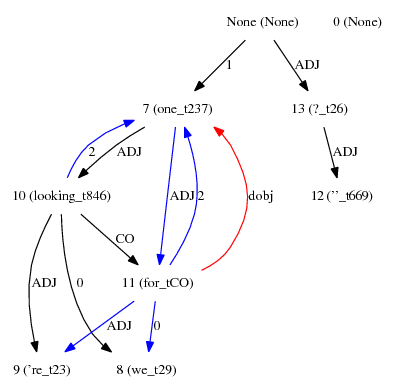 None (None) 0 (None)
1 ADJ
7 (one_t237) 13 (?_t26)
2 ADJ ADJ
10 (looking_t846) ADJ 2 dobj 12 (''_t669)
CO
ADJ 0 11 (for_tCO)
ADJ 0
9 ('re_t23) 8 (we_t29)